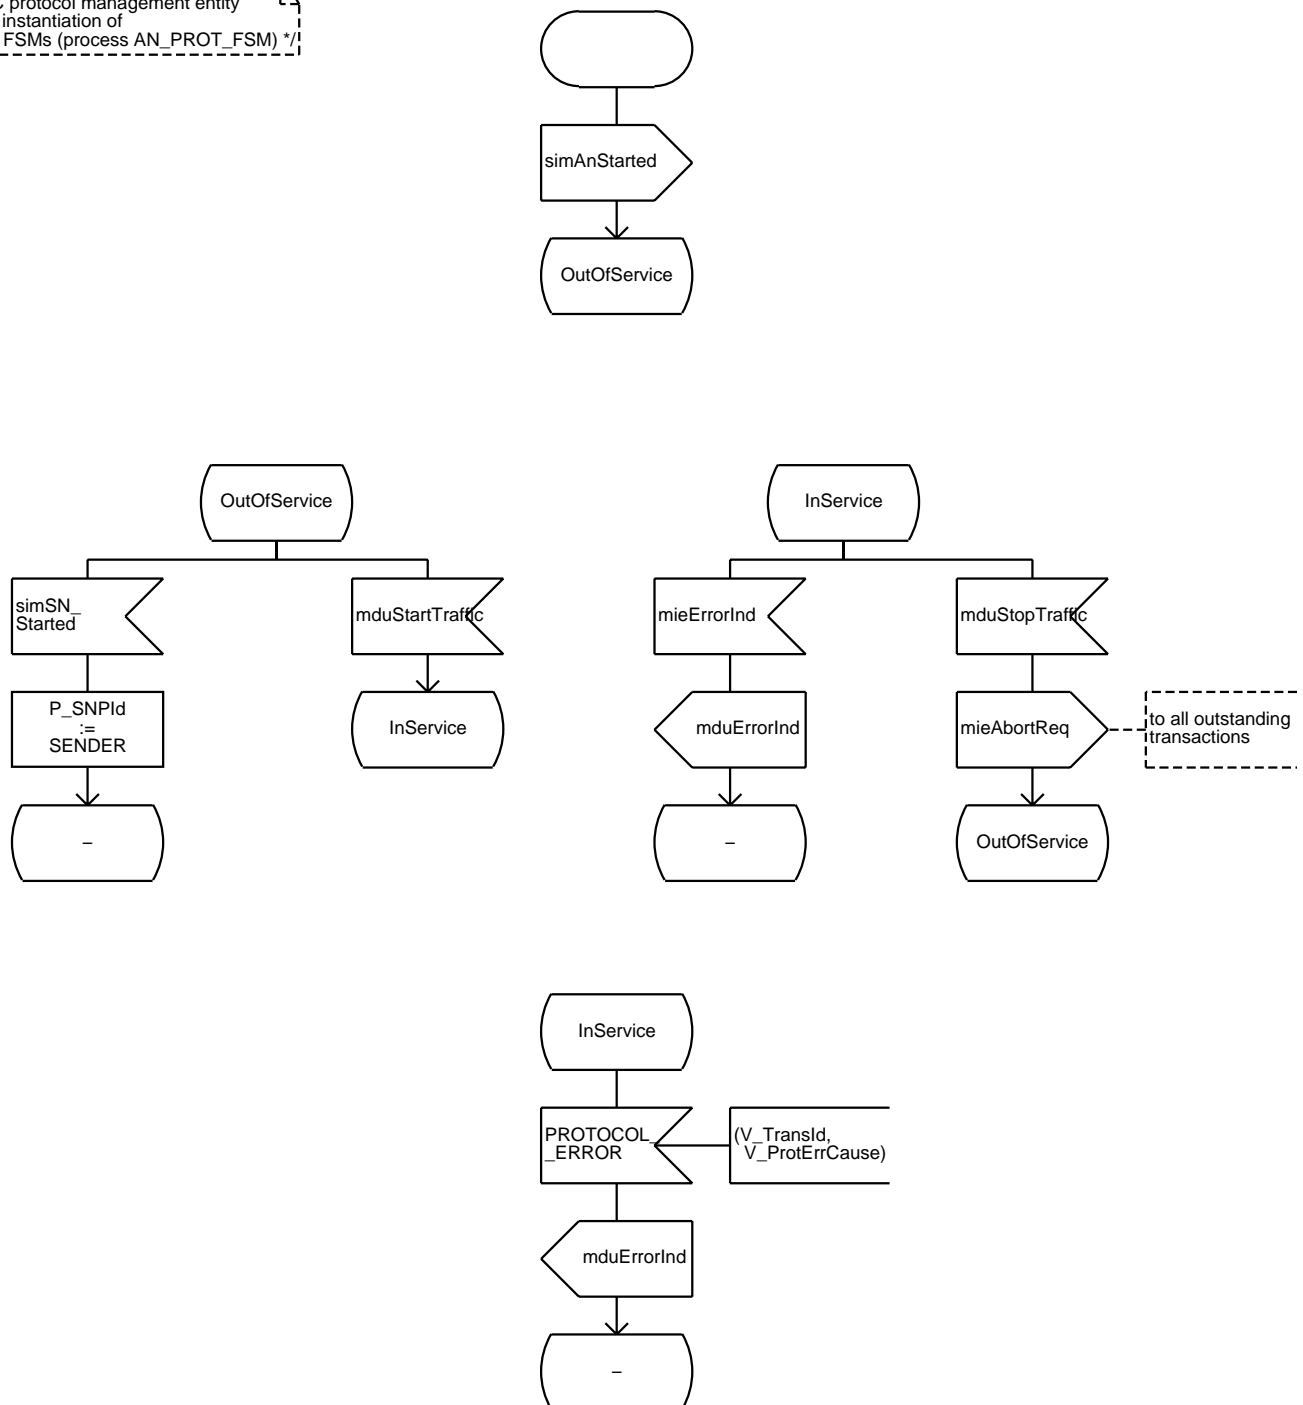 protocol management entity
instantiation of
FSMs (process AN_PROT_FSM) */
simAnStarted
OutOfService
OutOfService
InService
simSN_
Started
mduStartTraffic
mieErrorInd
mduStopTraffic
P_SNPId
:=
SENDER
InService
mduErrorInd
mieAbortReq
to all outstanding
transactions
–
–
OutOfService
InService
PROTOCOL_
_ERROR
(V_TransId,
V_ProtErrCause)
mduErrorInd
–